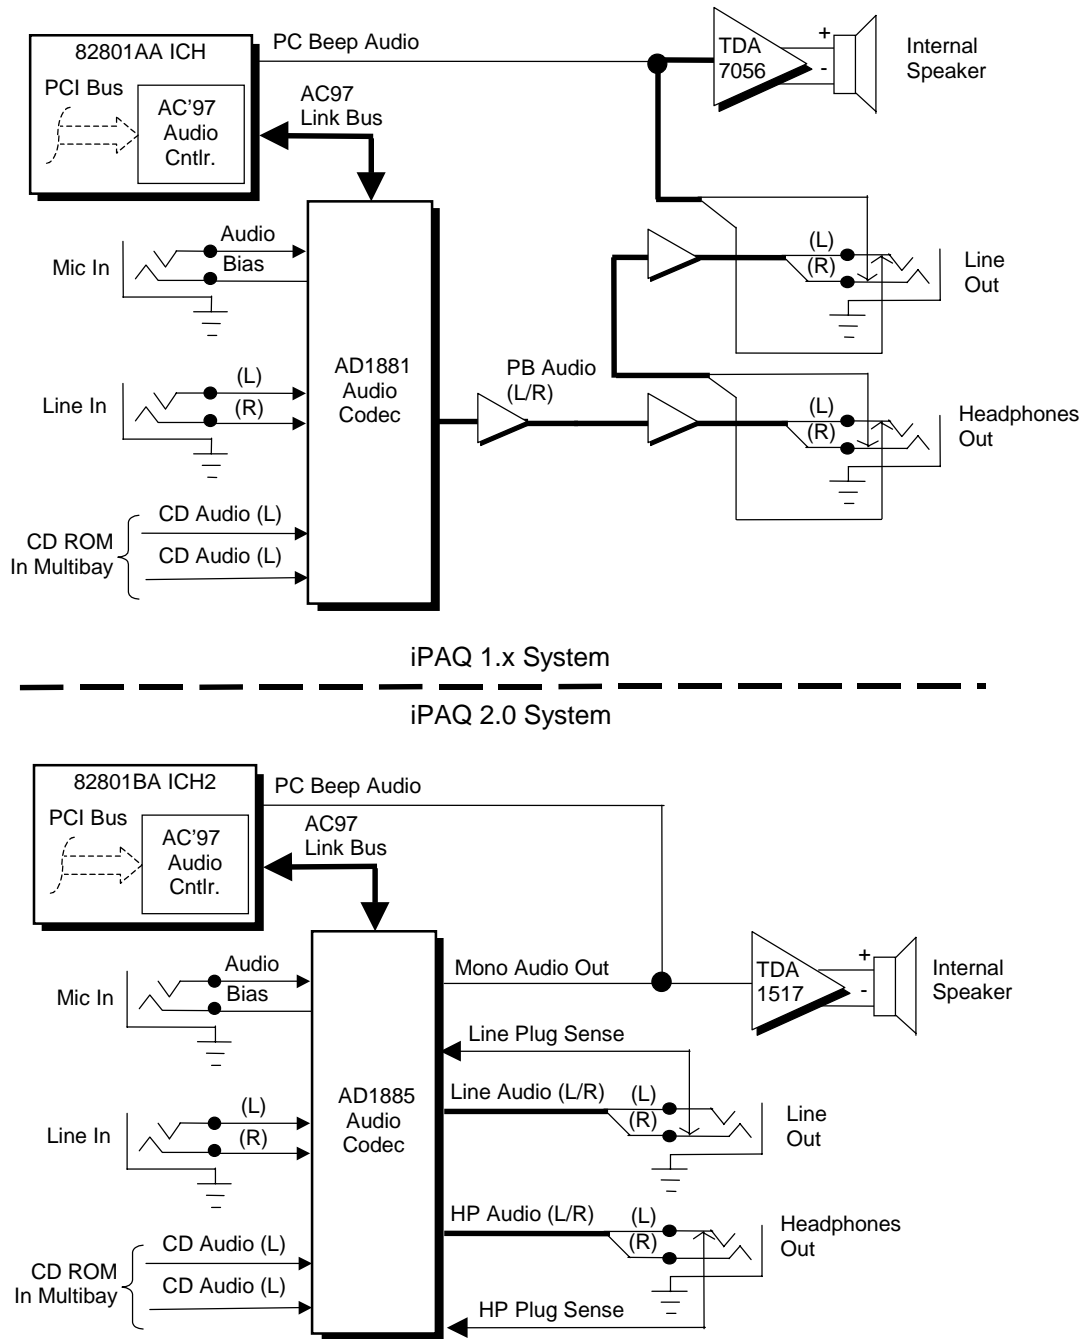 82801AA ICH
PC Beep Audio
TDA
7056
+
-
Internal
Speaker
PCI Bus
AC'97
Audio
Cntlr.
AC97
Link Bus
Mic In
Audio
Bias
(L)
(R)
Line
Out
Line In
(L)
(R)
AD1881
Audio
Codec
PB Audio
(L/R)
(L)
(R)
Headphones
Out
CD ROM
In Multibay
CD Audio (L)
CD Audio (L)
iPAQ 1.x System
iPAQ 2.0 System
82801BA ICH2
PC Beep Audio
PCI Bus
AC'97
Audio
Cntlr.
AC97
Link Bus
Mic In
Audio
Bias
Mono Audio Out
TDA
1517
+
-
Internal
Speaker
Line Plug Sense
Line In
(L)
(R)
AD1885
Audio
Codec
Line Audio (L/R)
(L)
(R)
Line
Out
HP Audio (L/R)
(L)
(R)
Headphones
Out
CD ROM
In Multibay
CD Audio (L)
CD Audio (L)
HP Plug Sense